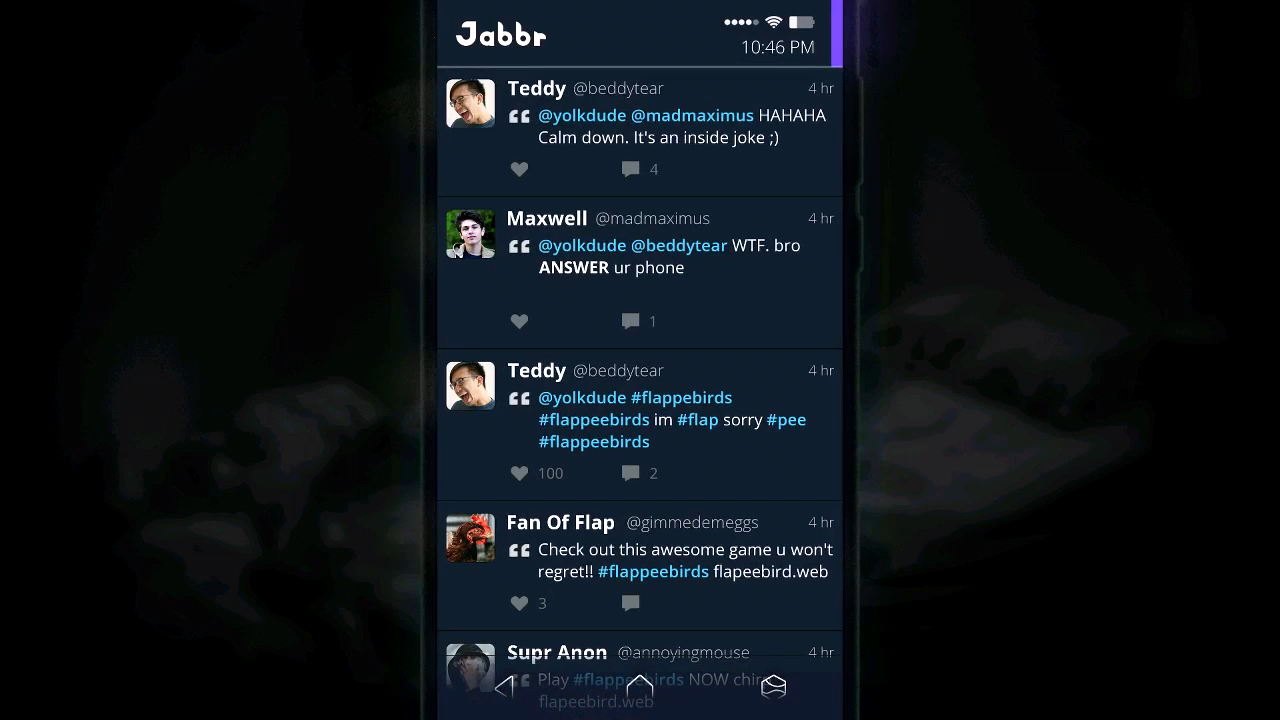 Jabbr
10:46 PM
Teddy @beddytear 4 hr
@yolkdude @madmaximus HAHAHA
Calm down. It's an inside joke ;)
4
Maxwell @madmaximus 4 hr
@yolkdude @beddytear WTF. bro
ANSWER ur phone
1
Teddy @beddytear 4 hr
@yolkdude #flappebirds
#flappeebirds im #flap sorry #pee
#flappeebirds
100 2
Fan Of Flap @gimmedemeggs 4 hr
Check out this awesome game u won't
regret!! #flappeebirds flapeebird.web
3
Supr Anon @annoyingmouse 4 hr
Play #flappeebirds NOW
flapeebird.web